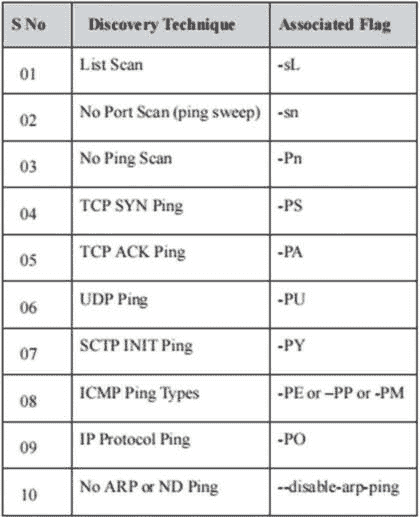 S No Discovery Technique Associated Flag
01 List Scan -sL
02 No Port Scan (ping sweep) -sn
03 No Ping Scan -Pn
04 TCP SYN Ping -PS
05 TCP ACK Ping -PA
06 UDP Ping -PU
07 SCTP INIT Ping -PY
08 ICMP Ping Types -PE or –PP or -PM
09 IP Protocol Ping -PO
10 No ARP or ND Ping --disable-arp-ping